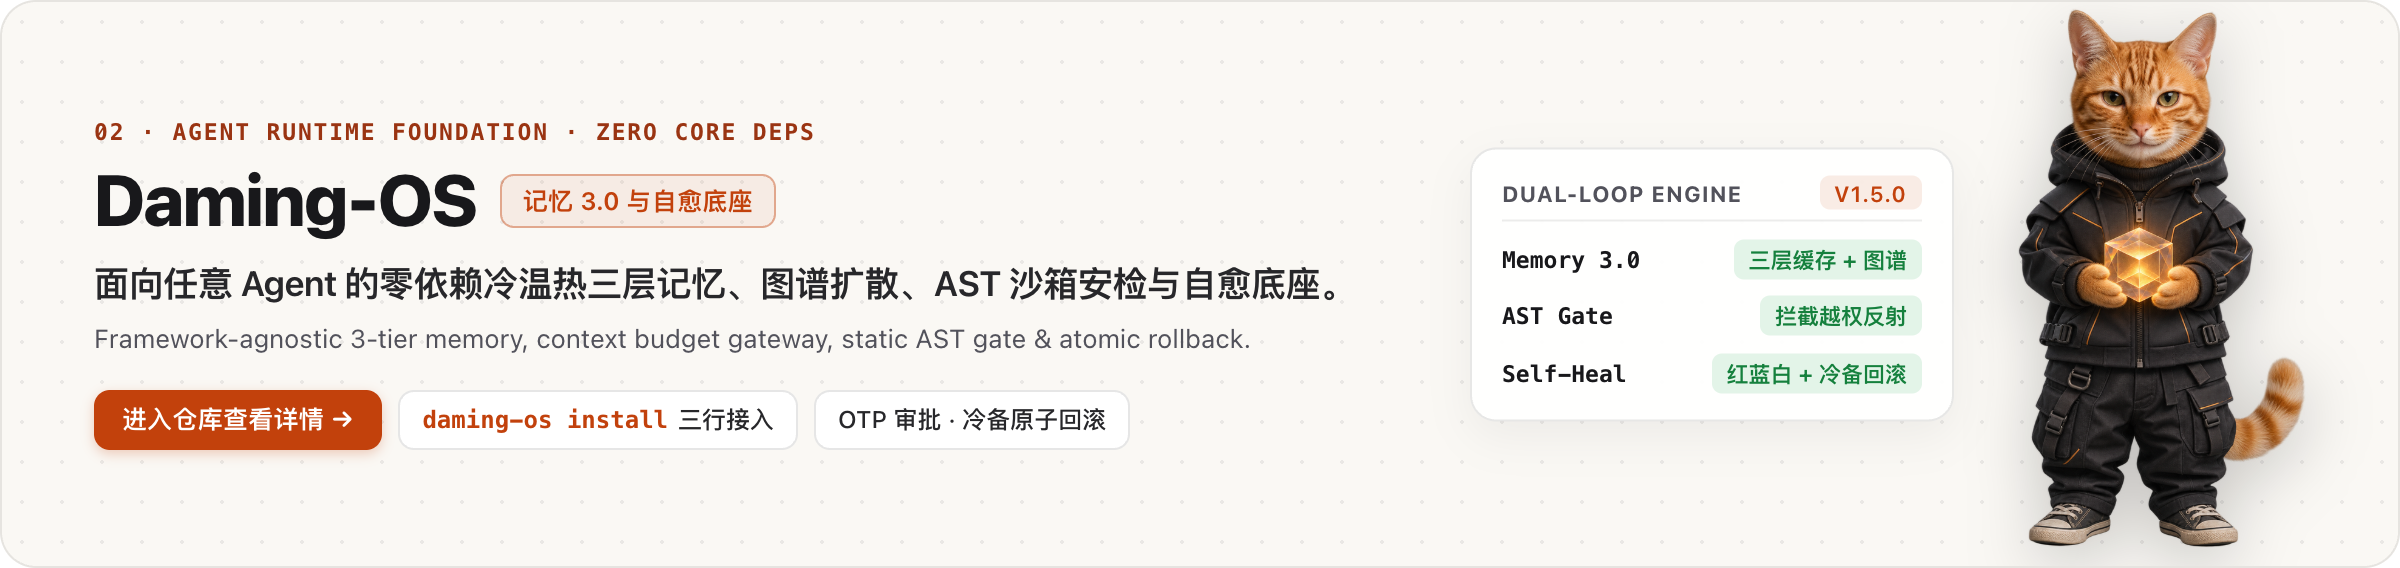 02 · AGENT RUNTIME FOUNDATION · ZERO CORE DEPS
Daming-OS
记忆 3.0 与自愈底座
面向任意 Agent 的零依赖冷温热三层记忆、图谱扩散、AST 沙箱安检与自愈底座。
Framework-agnostic 3-tier memory, context budget gateway, static AST gate & atomic rollback.
进入仓库查看详情 →
daming-os install 三行接入
OTP 审批 · 冷备原子回滚
DUAL-LOOP ENGINE
V1.5.0
Memory 3.0
三层缓存 + 图谱
AST Gate
拦截越权反射
Self-Heal
红蓝白 + 冷备回滚